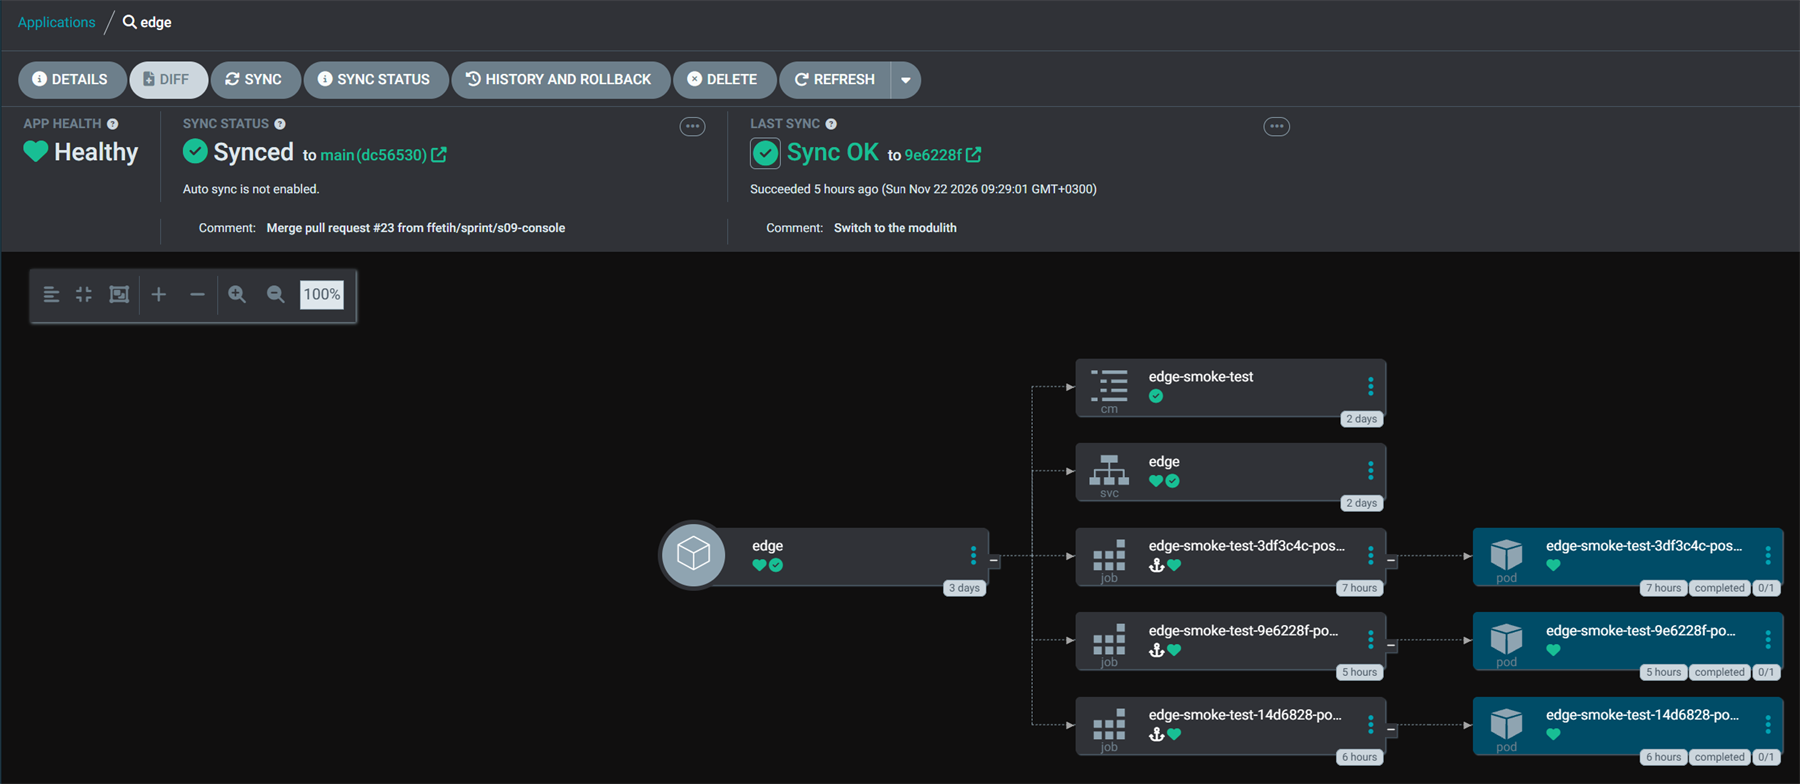 Applications / edge
DETAILS DIFF SYNC SYNC STATUS HISTORY AND ROLLBACK DELETE REFRESH
APP HEALTH
Healthy
SYNC STATUS
Synced to main (dc56530)
Auto sync is not enabled.
Comment: Merge pull request #23 from ffetih/sprint/s09-console
LAST SYNC
Sync OK to 9e6228f
Succeeded 5 hours ago (Sun Nov 22 2026 09:29:01 GMT+0300)
Comment: Switch to the modulith
100%
edge
3 days
edge-smoke-test
cm
2 days
edge
svc
2 days
edge-smoke-test-3df3c4c-pos...
job
7 hours
edge-smoke-test-3df3c4c-pos...
pod
7 hours completed 0/1
edge-smoke-test-9e6228f-po...
job
5 hours
edge-smoke-test-9e6228f-po...
pod
5 hours completed 0/1
edge-smoke-test-14d6828-po...
job
6 hours
edge-smoke-test-14d6828-po...
pod
6 hours completed 0/1